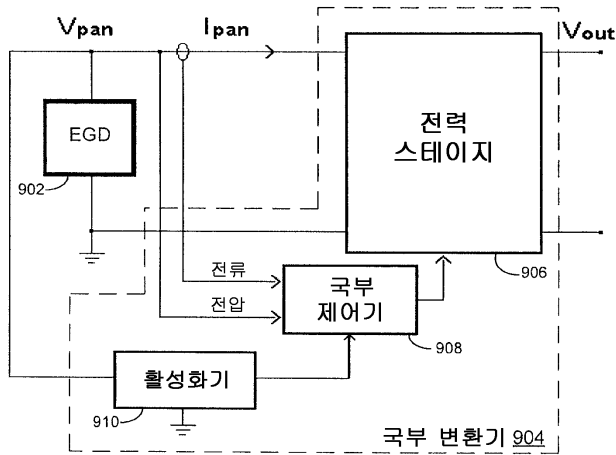 Vpan
Ipan
Vout
EGD
전력
스테이지
902
906
전류
전압
국부
제어기
908
활성화기
910
국부 변환기 904